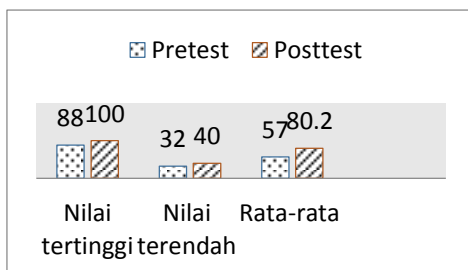 Pretest Posttest
88 100 32 40 57 80.2
Nilai Nilai Rata-rata
tertinggi terendah